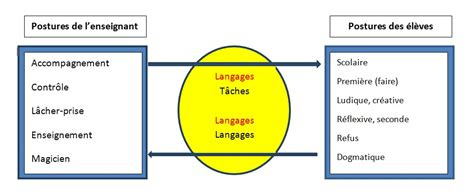 Postures de l’enseignant
Postures des élèves
Accompagnement
Contrôle
Lâcher-prise
Enseignement
Magicien
Langages
Tâches
Langages
Langages
Scolaire
Première (faire)
Ludique, créative
Réflexive, seconde
Refus
Dogmatique